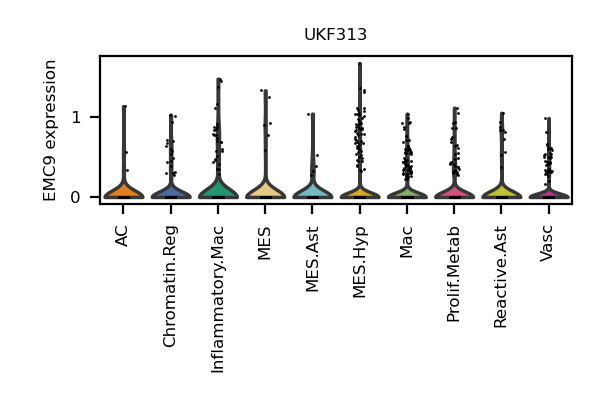 UKF313
EMC9 expression
1
0
AC
Chromatin.Reg
Inflammatory.Mac
MES
MES.Ast
MES.Hyp
Mac
Prolif.Metab
Reactive.Ast
Vasc